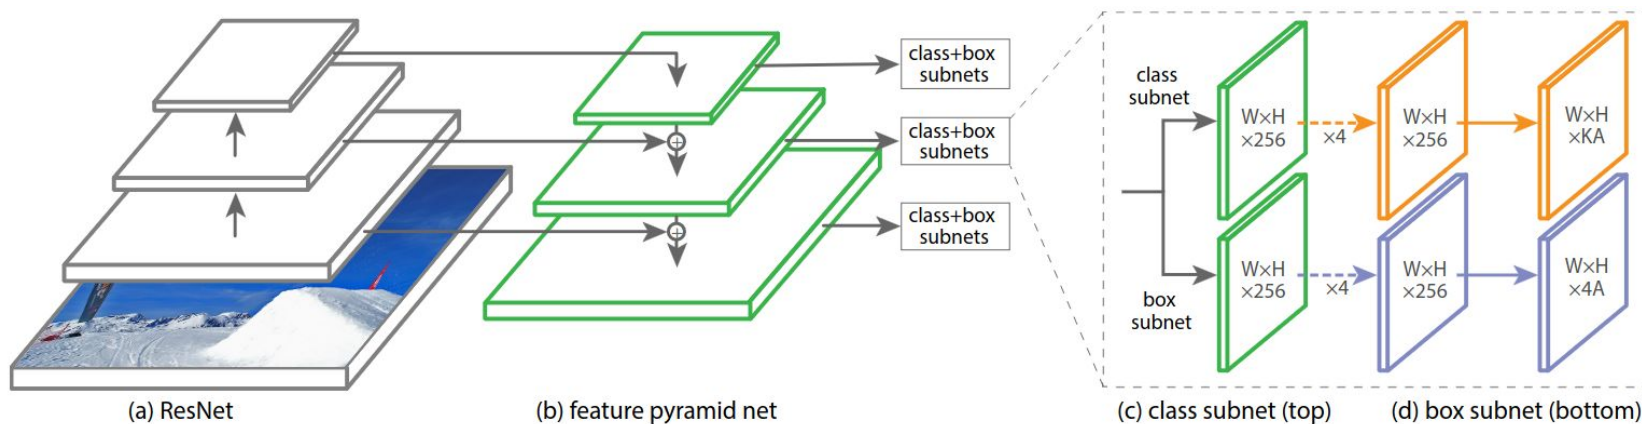 class+box
subnets
class+box
subnets
class+box
subnets
class
subnet
W×H
×256
×4
W×H
×256
W×H
×KA
box
subnet
W×H
×256
×4
W×H
×256
W×H
×4A
+
+
(a) ResNet
(b) feature pyramid net
(c) class subnet (top)
(d) box subnet (bottom)